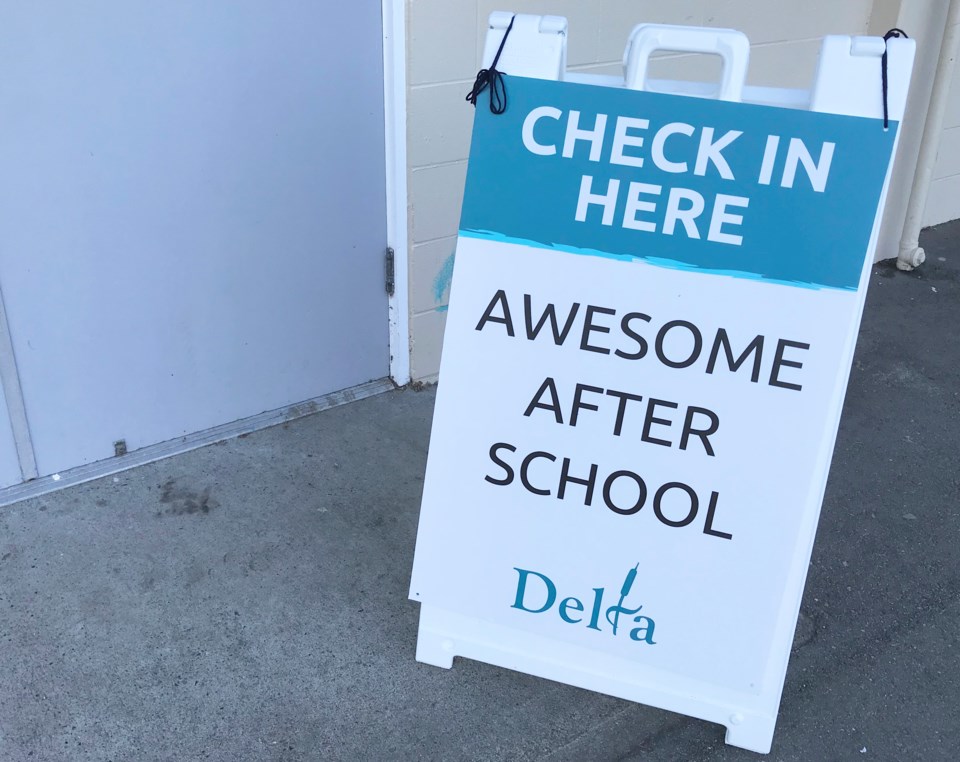 CHECK IN
HERE
AWESOME
AFTER
SCHOOL
Delta